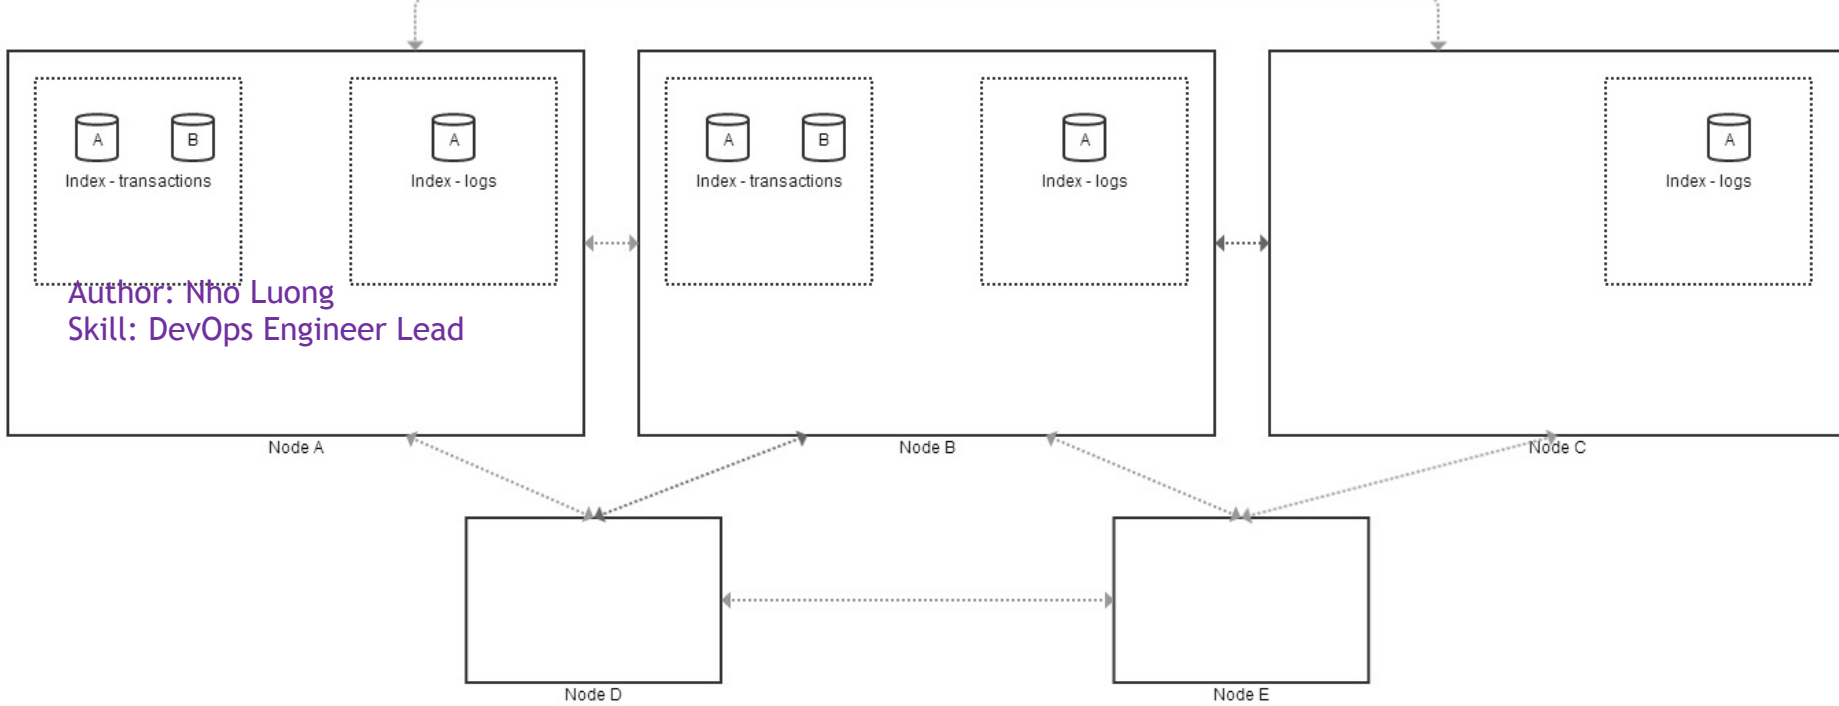 A B A A B A A
Index - transactions Index - logs Index - transactions Index - logs Index - logs
Author: Nho Luong
Skill: DevOps Engineer Lead
Node A Node B Node C
Node D Node E